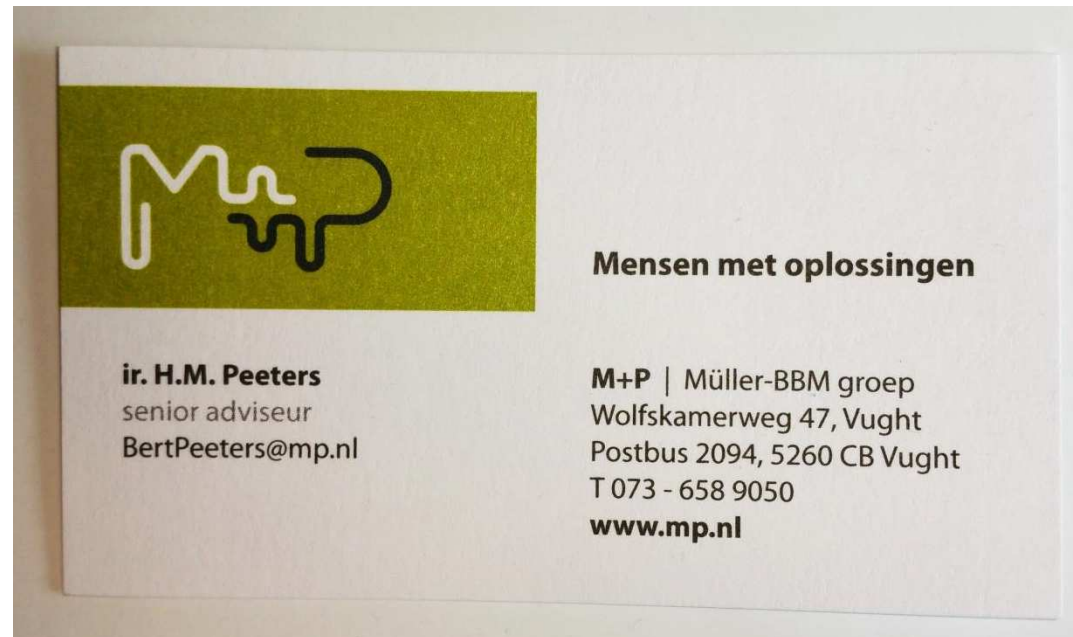 M+P
Mensen met oplossingen
ir. H.M. Peeters
senior adviseur
BertPeeters@mp.nl
M+P | Müller-BBM groep
Wolfskamerweg 47, Vught
Postbus 2094, 5260 CB Vught
T 073 - 658 9050
www.mp.nl